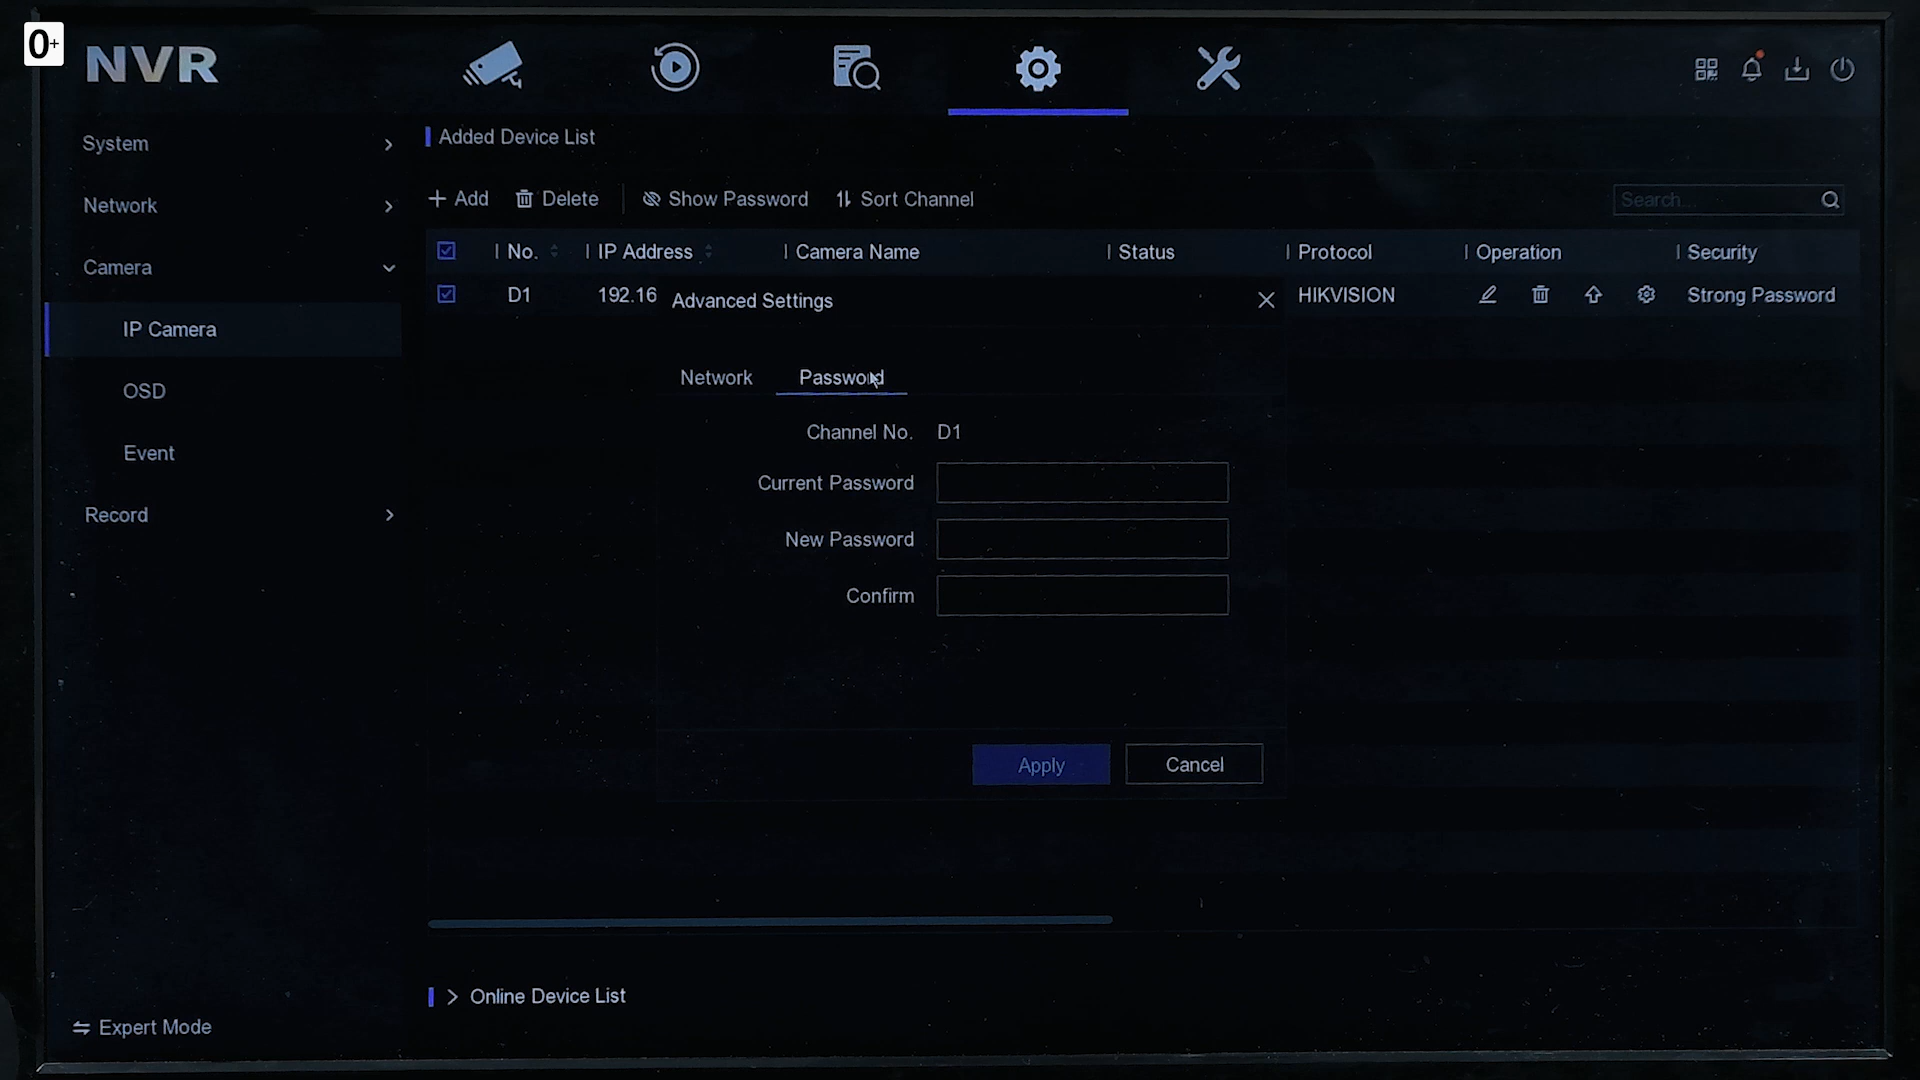 0+
NVR
System
Network
Camera
IP Camera
OSD
Event
Record
Expert Mode
Added Device List
Add Delete Show Password Sort Channel
Search...
No. IP Address Camera Name Status Protocol Operation Security
D1 192.16 HIKVISION Strong Password
Advanced Settings
Network Password
Channel No. D1
Current Password
New Password
Confirm
Apply Cancel
Online Device List